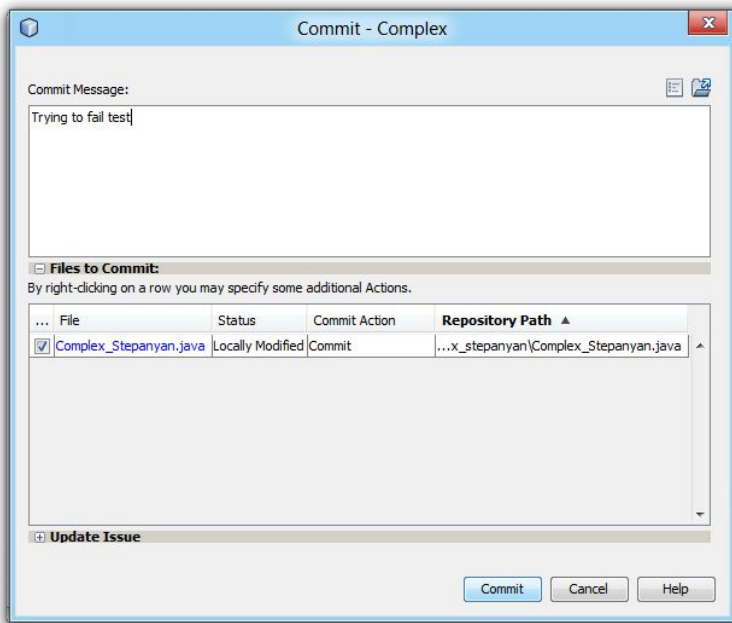 Commit - Complex
Commit Message:
Trying to fail test
Files to Commit:
By right-clicking on a row you may specify some additional Actions.
... File Status Commit Action Repository Path
Complex_Stepanyan.java Locally Modified Commit ...x_stepanyan\Complex_Stepanyan.java
Update Issue
Commit Cancel Help